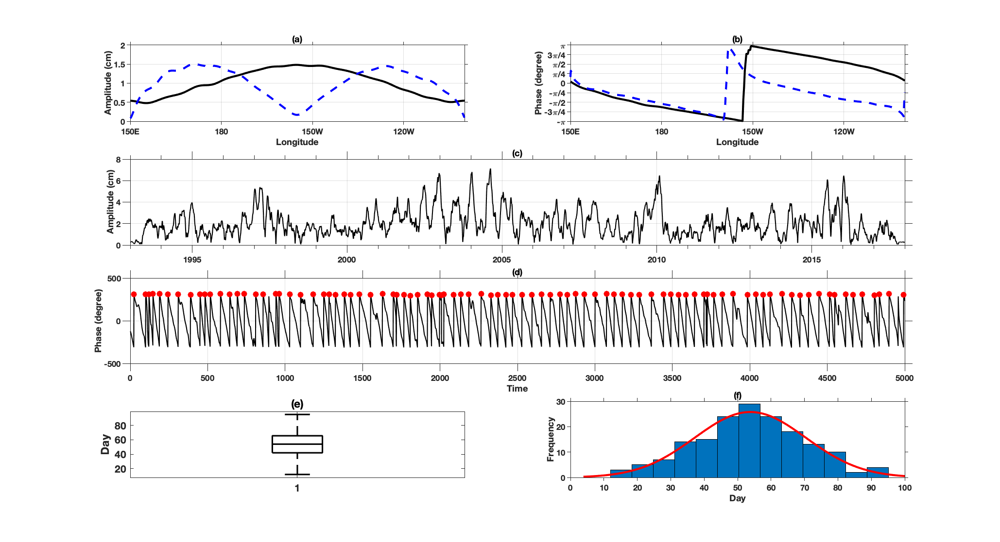 (a)
Amplitude (cm)
2
1.5
1
0.5
0
150E 180 150W 120W
Longitude
(b)
Phase (degree)
π
3π/4
π/2
π/4
0
-π/4
-π/2
-3π/4
-π
150E 180 150W 120W
Longitude
(c)
Amplitude (cm)
8
6
4
2
0
1995 2000 2005 2010 2015
(d)
Phase (degree)
500
0
-500
0 500 1000 1500 2000 2500 3000 3500 4000 4500 5000
Time
(e)
Day
80
60
40
20
1
(f)
Frequency
30
20
10
0
0 10 20 30 40 50 60 70 80 90 100
Day